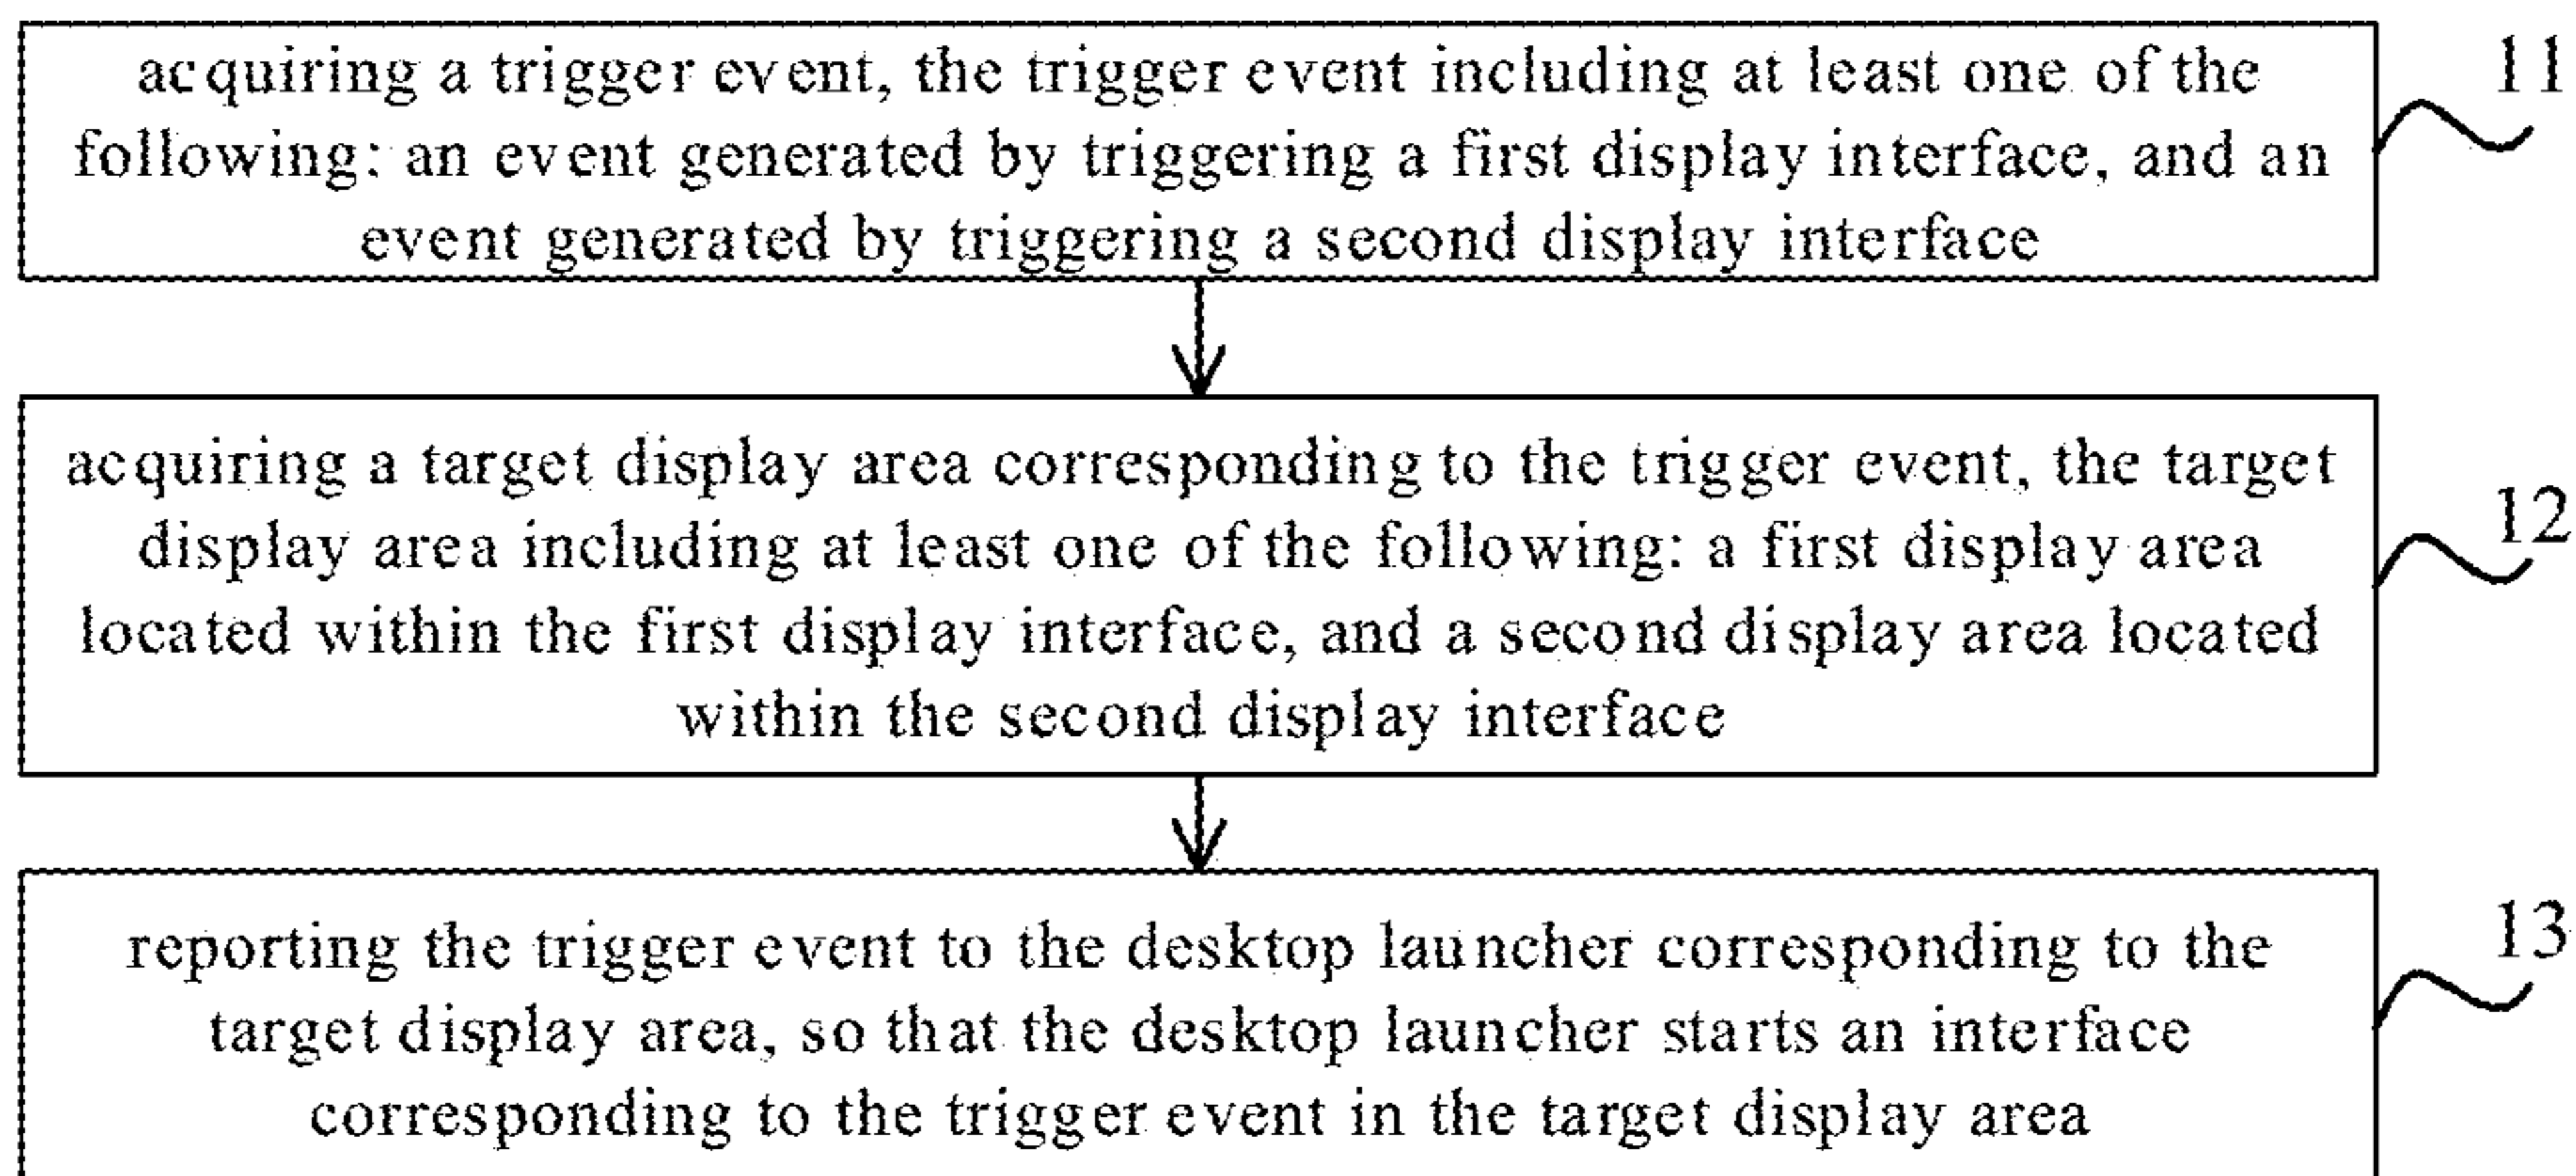 acquiring a trigger event, the trigger event including at least one of the
following: an event generated by triggering a first display interface, and an
event generated by triggering a second display interface
11
acquiring a target display area corresponding to the trigger event, the target
display area including at least one of the following: a first display area
located within the first display interface, and a second display area located
within the second display interface
12
reporting the trigger event to the desktop launcher corresponding to the
target display area, so that the desktop launcher starts an interface
corresponding to the trigger event in the target display area
13